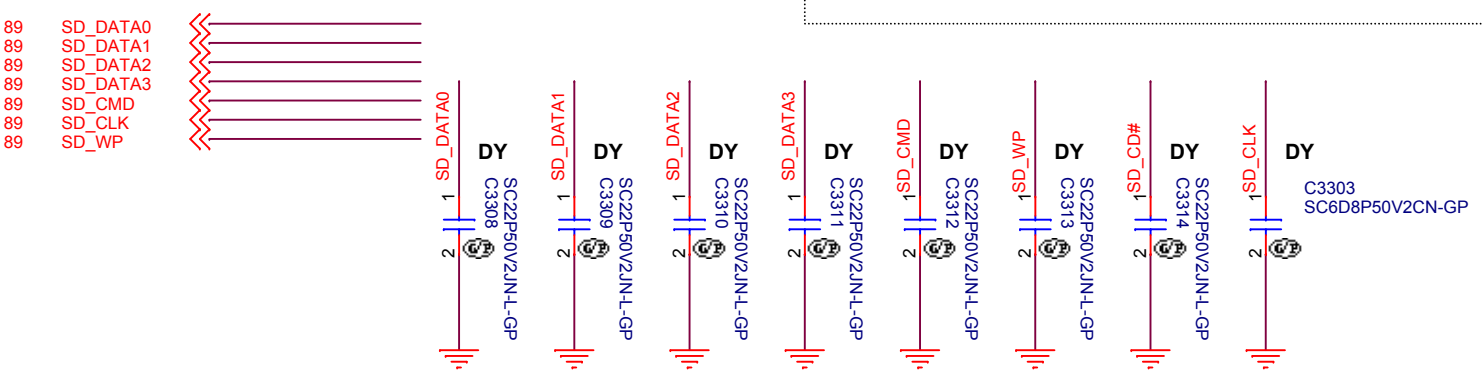 89 SD_DATA0
89 SD_DATA1
89 SD_DATA2
89 SD_DATA3
89 SD_CMD
89 SD_CLK
89 SD_WP
SD_DATA0
DY
1
2
C3308
SC22P50V2JN-L-GP
G/P
SD_DATA1
DY
1
2
C3309
SC22P50V2JN-L-GP
G/P
SD_DATA2
DY
1
2
C3310
SC22P50V2JN-L-GP
G/P
SD_DATA3
DY
1
2
C3311
SC22P50V2JN-L-GP
G/P
SD_CMD
DY
1
2
C3312
SC22P50V2JN-L-GP
G/P
SD_WP
DY
1
2
C3313
SC22P50V2JN-L-GP
G/P
SD_CD#
DY
1
2
C3314
SC22P50V2JN-L-GP
G/P
SD_CLK
DY
1
2
C3303
SC6D8P50V2CN-GP
G/P